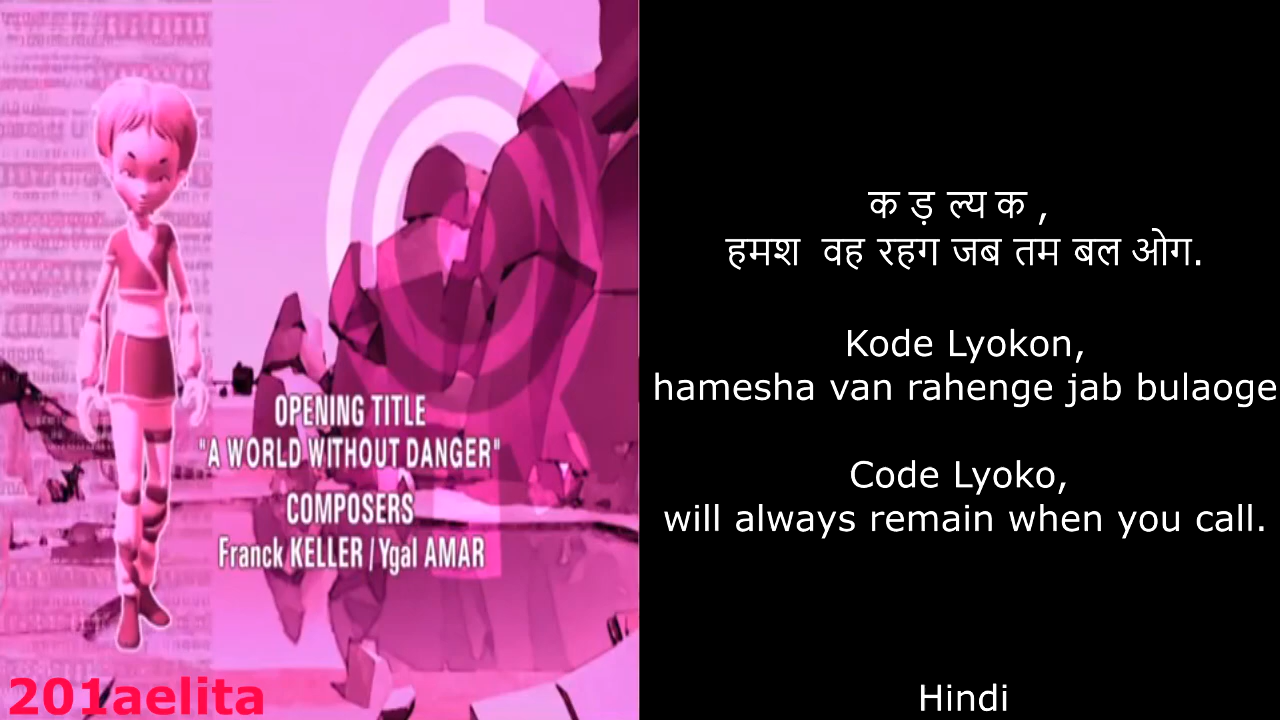 OPENING TITLE
"A WORLD WITHOUT DANGER"
COMPOSERS
Franck KELLER / Ygal AMAR
201aelita
क ड़ ल्य क ,
हमश  वह रहग जब तम बल ओग.
Kode Lyokon,
hamesha van rahenge jab bulaoge
Code Lyoko,
will always remain when you call.
Hindi